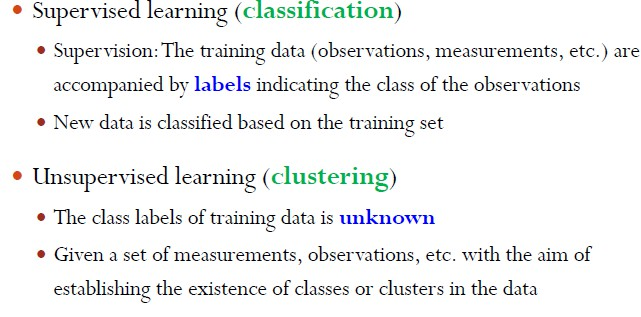 • Supervised learning (classification)
• Supervision: The training data (observations, measurements, etc.) are
accompanied by labels indicating the class of the observations
• New data is classified based on the training set
• Unsupervised learning (clustering)
• The class labels of training data is unknown
• Given a set of measurements, observations, etc. with the aim of
establishing the existence of classes or clusters in the data